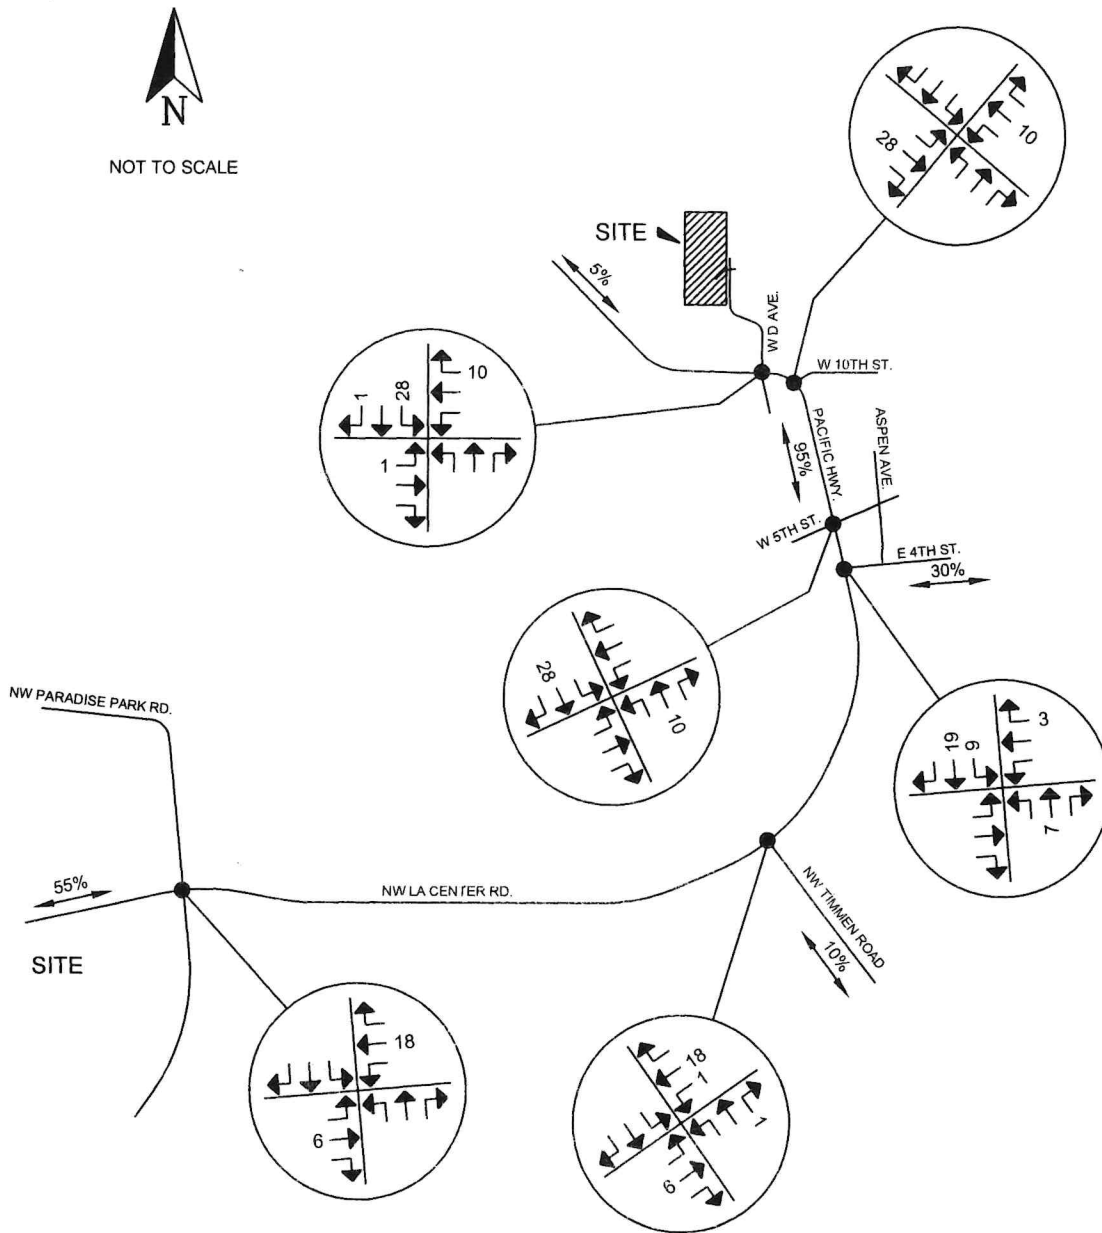 N
NOT TO SCALE
28
10
SITE
5%
W D AVE.
W 10TH ST.
1
28
10
1
PACIFIC HWY.
ASPEN AVE.
95%
W 5TH ST.
E 4TH ST.
30%
28
10
NW PARADISE PARK RD.
19
9
3
7
55%
NW LA CENTER RD.
NW TIMMEN ROAD
10%
SITE
18
6
18
1
1
6